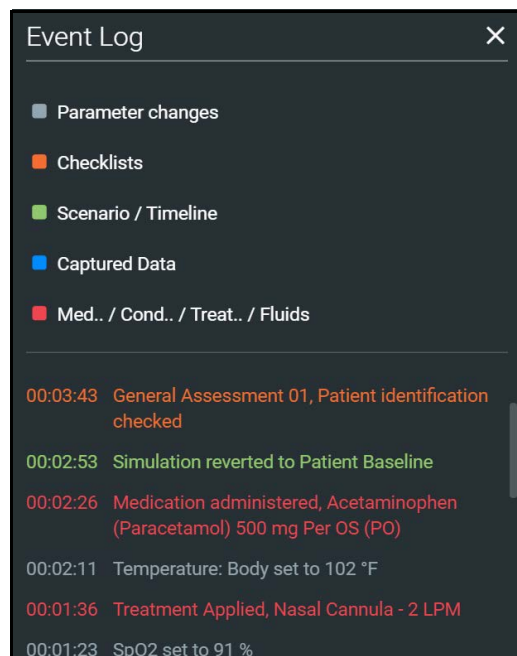 Event Log
Parameter changes
Checklists
Scenario / Timeline
Captured Data
Med.. / Cond.. / Treat.. / Fluids
00:03:43 General Assessment 01, Patient identification
checked
00:02:53 Simulation reverted to Patient Baseline
00:02:26 Medication administered, Acetaminophen
(Paracetamol) 500 mg Per OS (PO)
00:02:11 Temperature: Body set to 102 °F
00:01:36 Treatment Applied, Nasal Cannula - 2 LPM
00:01:23 SpO2 set to 91 %